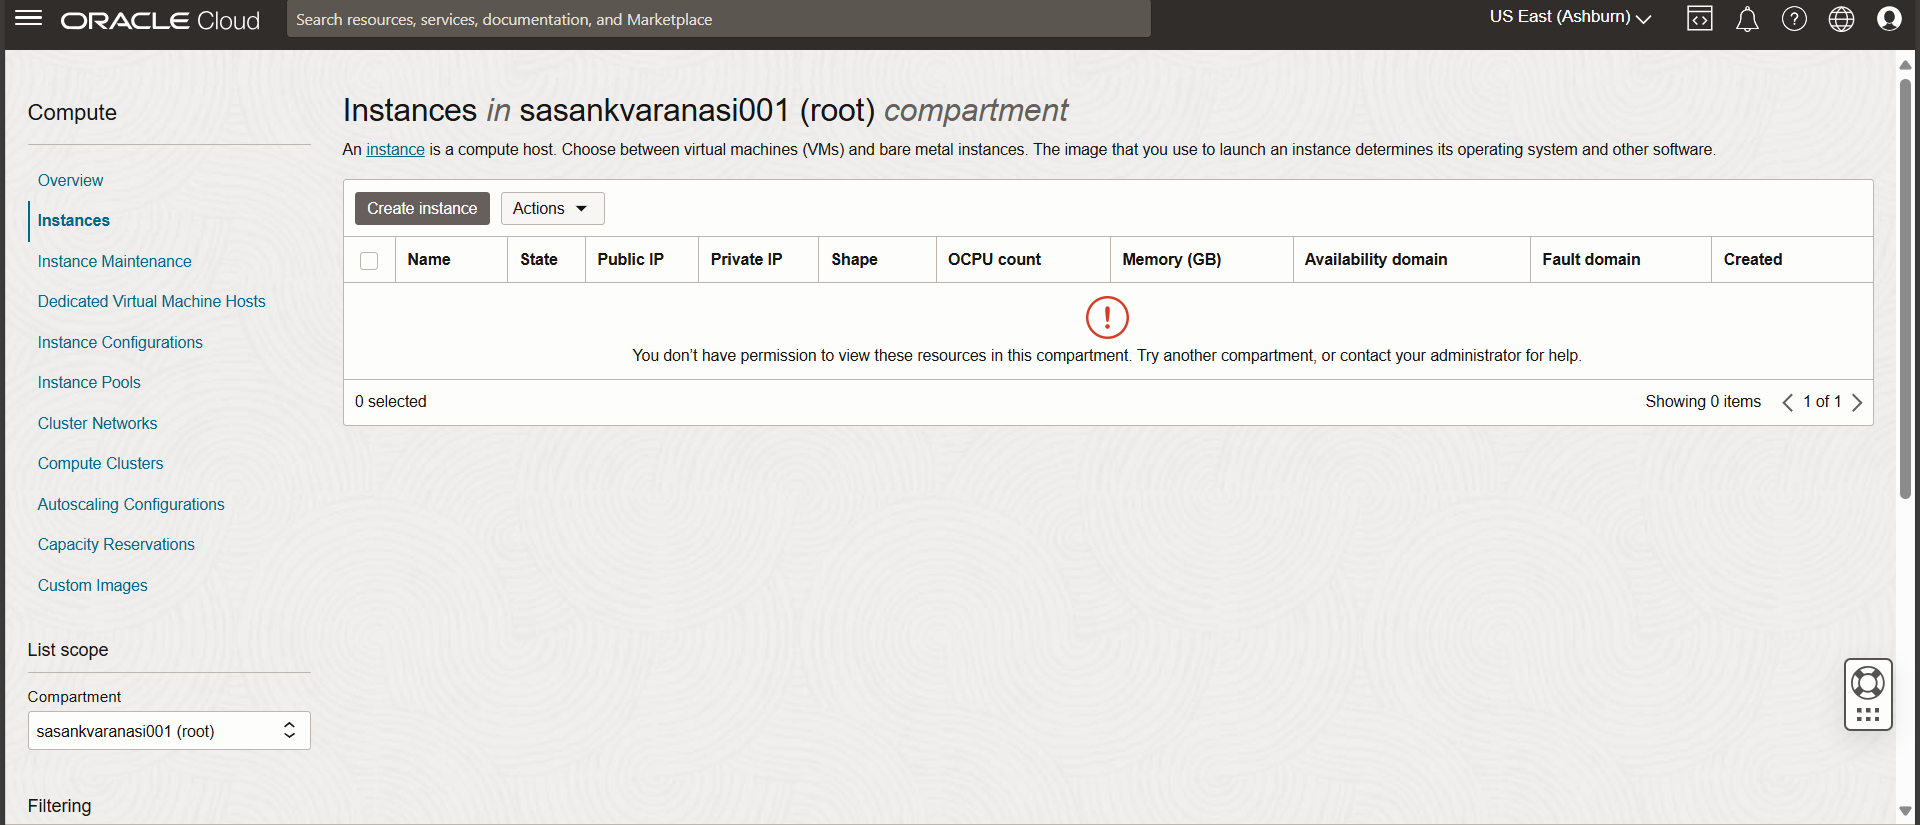 ORACLE Cloud
Search resources, services, documentation, and Marketplace
US East (Ashburn)
Compute
Overview
Instances
Instance Maintenance
Dedicated Virtual Machine Hosts
Instance Configurations
Instance Pools
Cluster Networks
Compute Clusters
Autoscaling Configurations
Capacity Reservations
Custom Images
List scope
Compartment
sasankvaranasi001 (root)
Filtering
Instances in sasankvaranasi001 (root) compartment
An instance is a compute host. Choose between virtual machines (VMs) and bare metal instances. The image that you use to launch an instance determines its operating system and other software.
Create instance Actions
Name State Public IP Private IP Shape OCPU count Memory (GB) Availability domain Fault domain Created
You don’t have permission to view these resources in this compartment. Try another compartment, or contact your administrator for help.
0 selected Showing 0 items 1 of 1